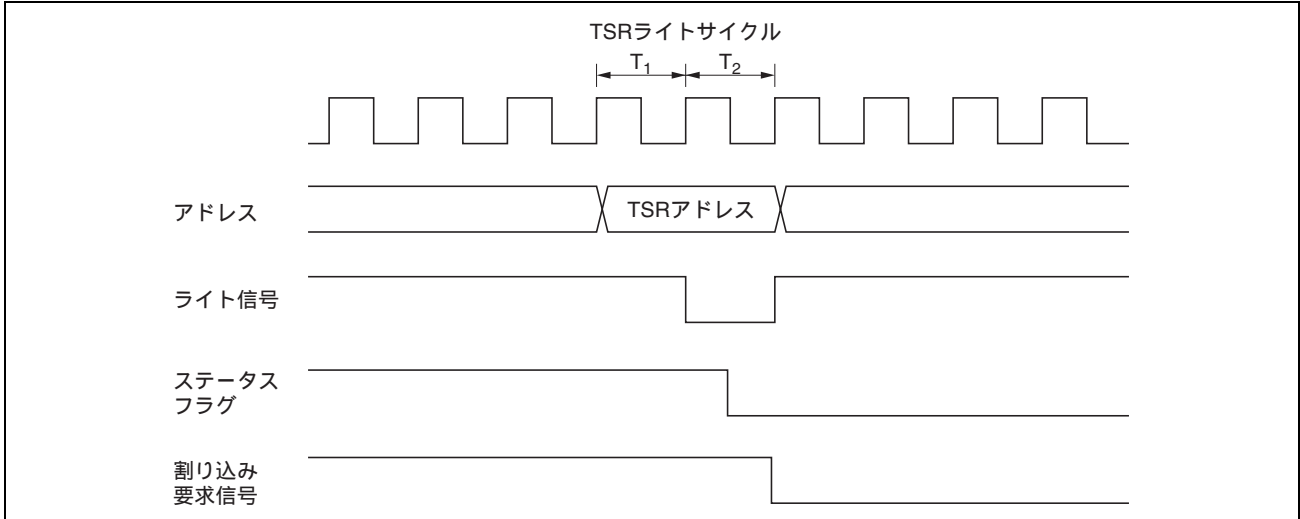 TSRライトサイクル
T1 T2
アドレス
TSRアドレス
ライト信号
ステータス
フラグ
割り込み
要求信号